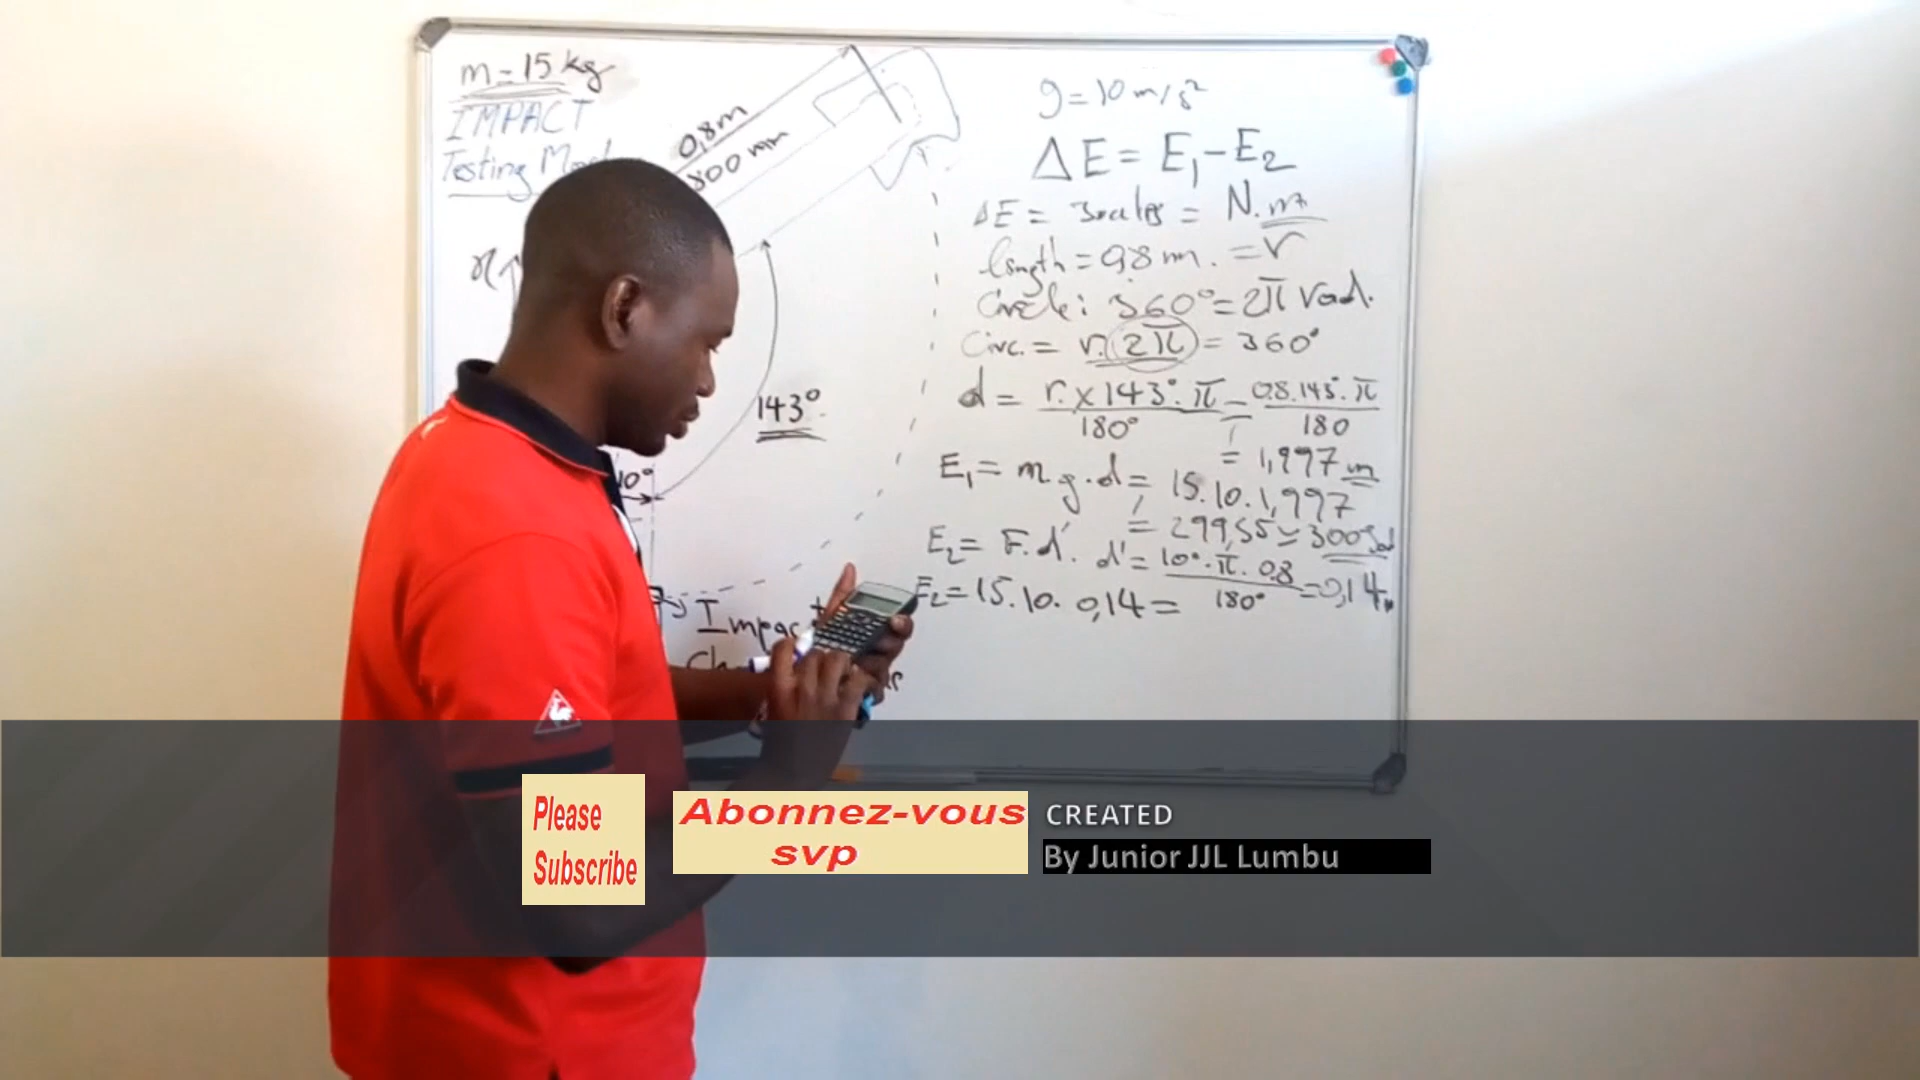 m = 15 kg
IMPACT
Testing
0,8m
800 mm
143°
10°
Impact
g = 10 m/s²
ΔE = E₁ - E₂
ΔE = Joules = N.m
length = 0,8 m. = r
Circle: 360° = 2π rad.
Circ. = r. 2π = 360°
d = r. x 143°. π / 180° = 0,8. 143°. π / 180
= 1,997 m
E₁ = m. g. d = 15. 10. 1,997
= 299,55 ≃ 300
E₂ = F. d'. d' = 10°. π. 0,8 / 180° = 0,14 m
E₂ = 15. 10. 0,14 =
Please
Subscribe
Abonnez-vous
svp
CREATED
By Junior JJL Lumbu